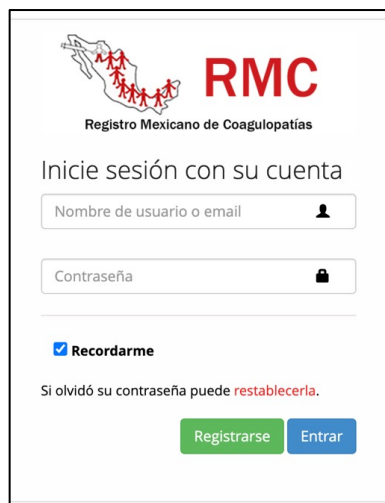 RMC
Registro Mexicano de Coagulopatías
Inicie sesión con su cuenta
Nombre de usuario o email
Contraseña
Recordarme
Si olvidó su contraseña puede restablecerla.
Registrarse Entrar